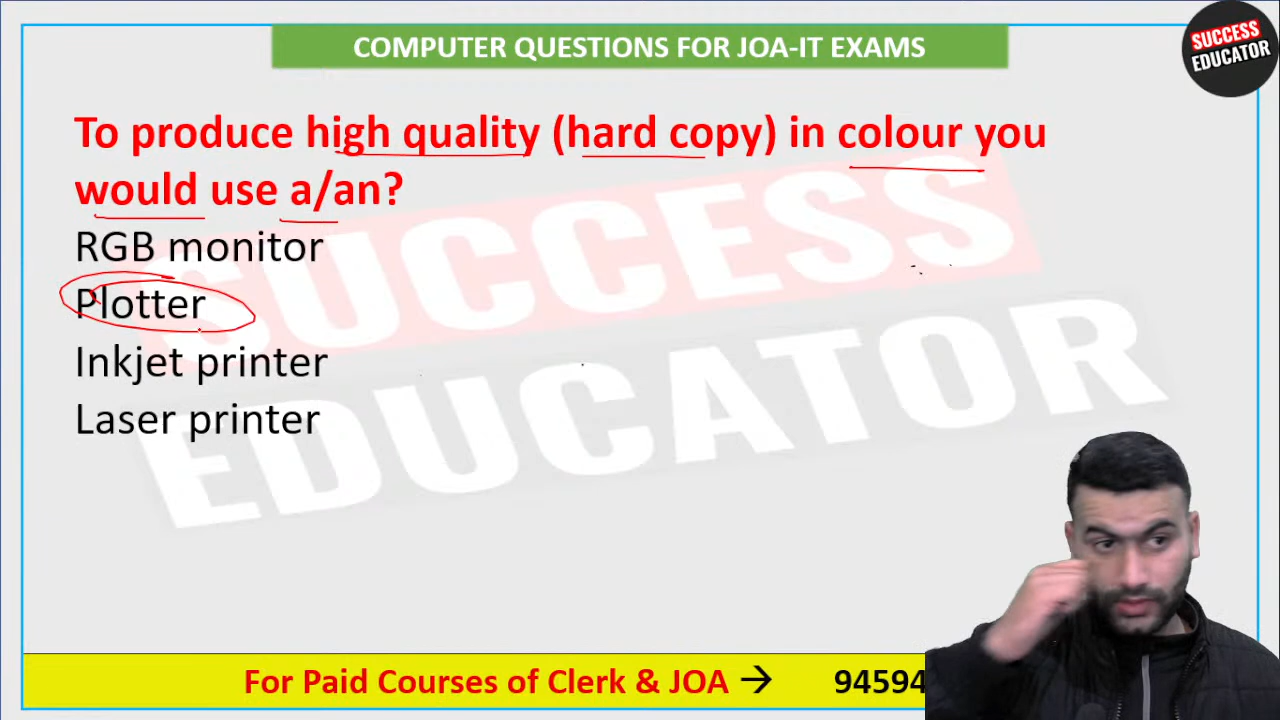 COMPUTER QUESTIONS FOR JOA-IT EXAMS
SUCCESS
EDUCATOR
To produce high quality (hard copy) in colour you
would use a/an?
RGB monitor
Plotter
Inkjet printer
Laser printer
SUCCESS
EDUCATOR
For Paid Courses of Clerk & JOA → 94594